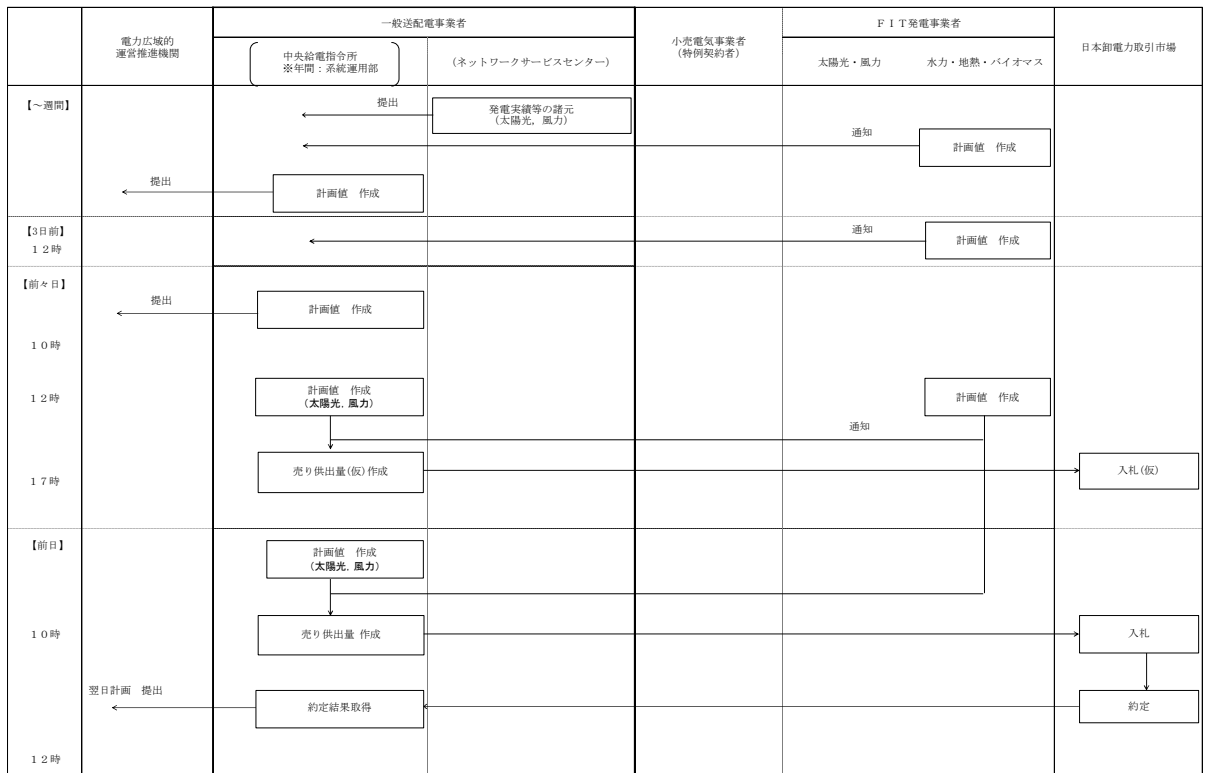 電力広域的
運営推進機関
一般送配電事業者
中央給電指令所
※年間：系統運用部
(ネットワークサービスセンター)
小売電気事業者
(特例契約者)
ＦＩＴ発電事業者
太陽光・風力
水力・地熱・バイオマス
日本卸電力取引市場
【～週間】
提出
発電実績等の諸元
(太陽光，風力)
通知
計画値　作成
提出
計画値　作成
【3日前】
１２時
通知
計画値　作成
【前々日】
提出
計画値　作成
１０時
１２時
計画値　作成
(太陽光，風力)
計画値　作成
通知
１７時
売り供出量(仮)作成
入札(仮)
【前日】
計画値　作成
(太陽光，風力)
１０時
売り供出量 作成
入札
翌日計画　提出
約定結果取得
約定
１２時